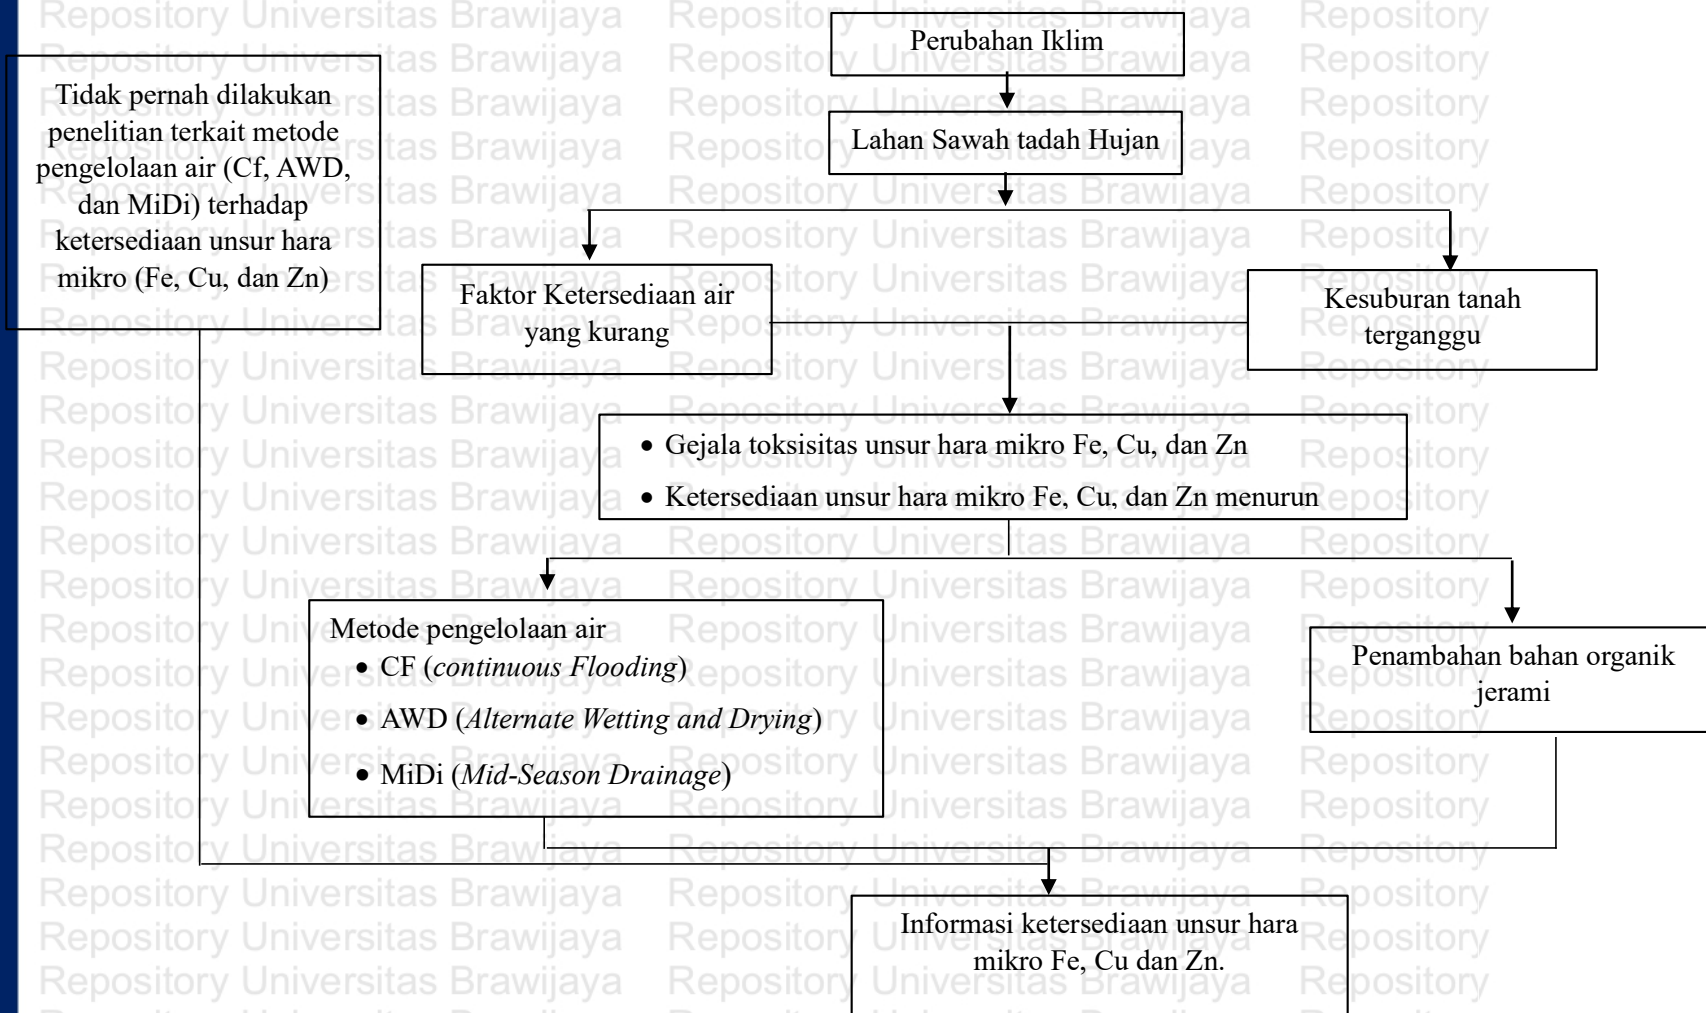 Perubahan Iklim
Tidak pernah dilakukan
penelitian terkait metode
pengelolaan air (Cf, AWD,
dan MiDi) terhadap
ketersediaan unsur hara
mikro (Fe, Cu, dan Zn)
Lahan Sawah tadah Hujan
Faktor Ketersediaan air
yang kurang
Kesuburan tanah
terganggu
• Gejala toksisitas unsur hara mikro Fe, Cu, dan Zn
• Ketersediaan unsur hara mikro Fe, Cu, dan Zn menurun
Metode pengelolaan air
• CF (continuous Flooding)
• AWD (Alternate Wetting and Drying)
• MiDi (Mid-Season Drainage)
Penambahan bahan organik
jerami
Informasi ketersediaan unsur hara
mikro Fe, Cu dan Zn.
Repository Universitas Brawijaya